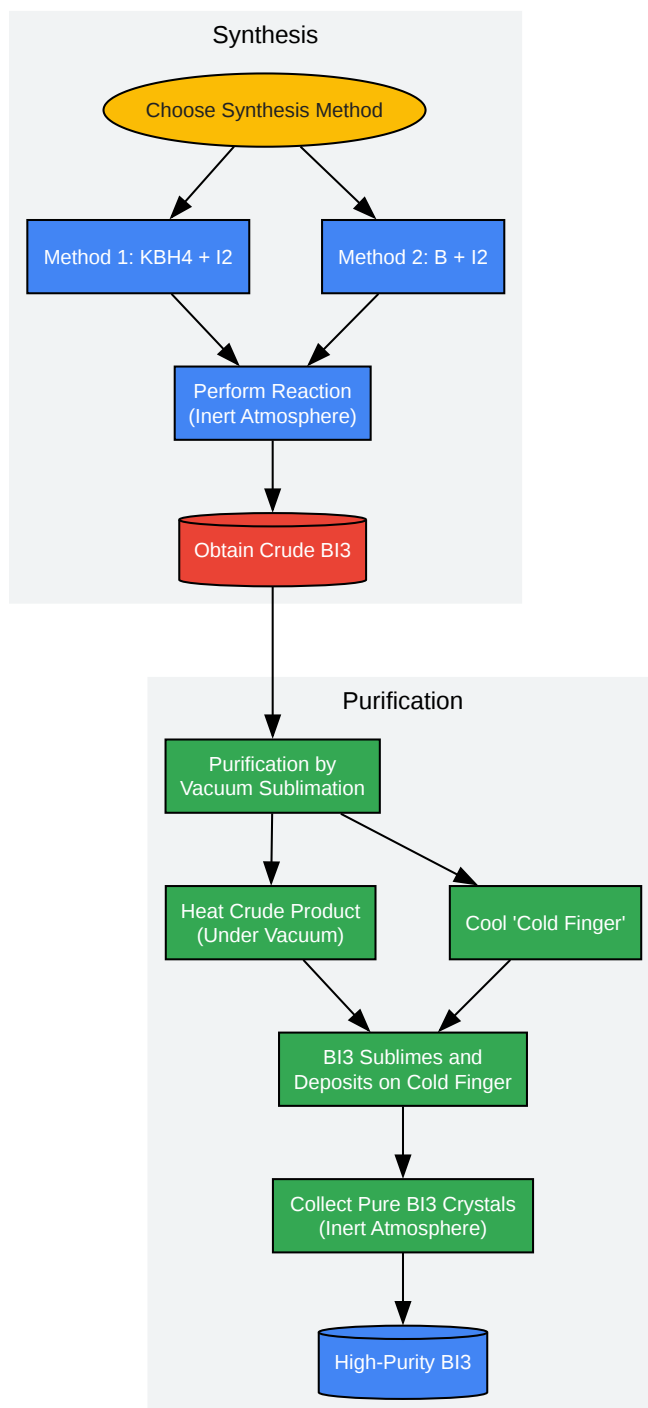 Synthesis
Choose Synthesis Method
Method 1: KBH4 + I2
Method 2: B + I2
Perform Reaction
(Inert Atmosphere)
Obtain Crude BI3
Purification
Purification by
Vacuum Sublimation
Heat Crude Product
(Under Vacuum)
Cool 'Cold Finger'
BI3 Sublimes and
Deposits on Cold Finger
Collect Pure BI3 Crystals
(Inert Atmosphere)
High-Purity BI3